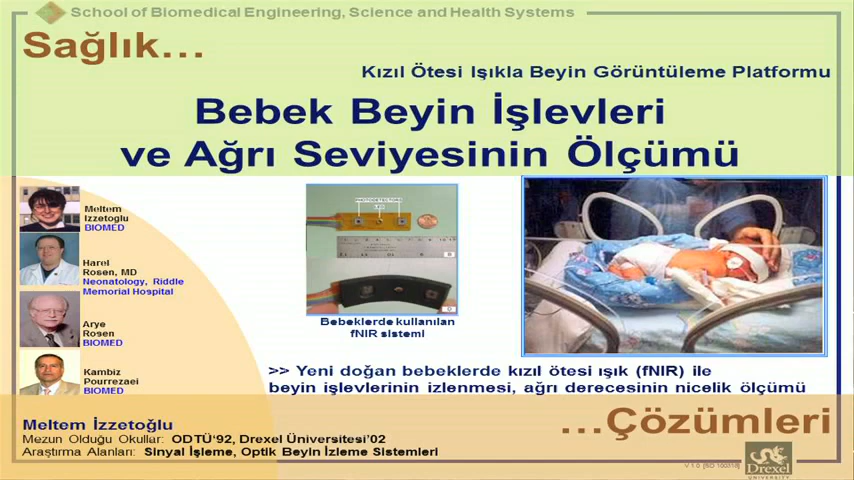 School of Biomedical Engineering, Science and Health Systems
Sağlık...
Kızıl Ötesi Işıkla Beyin Görüntüleme Platformu
Bebek Beyin İşlevleri
ve Ağrı Seviyesinin Ölçümü
Meltem
Izzetoglu
BIOMED
Harel
Rosen, MD
Neonatology, Riddle
Memorial Hospital
Arye
Rosen
BIOMED
Kambiz
Pourrezaei
BIOMED
PHOTODETECTORS
LED
Bebeklerde kullanılan
fNIR sistemi
>> Yeni doğan bebeklerde kızıl ötesi ışık (fNIR) ile
beyin işlevlerinin izlenmesi, ağrı derecesinin nicelik ölçümü
...Çözümleri
Meltem İzzetoğlu
Mezun Olduğu Okullar: ODTÜ'92, Drexel Üniversitesi'02
Araştırma Alanları: Sinyal İşleme, Optik Beyin İzleme Sistemleri
Drexel
UNIVERSITY